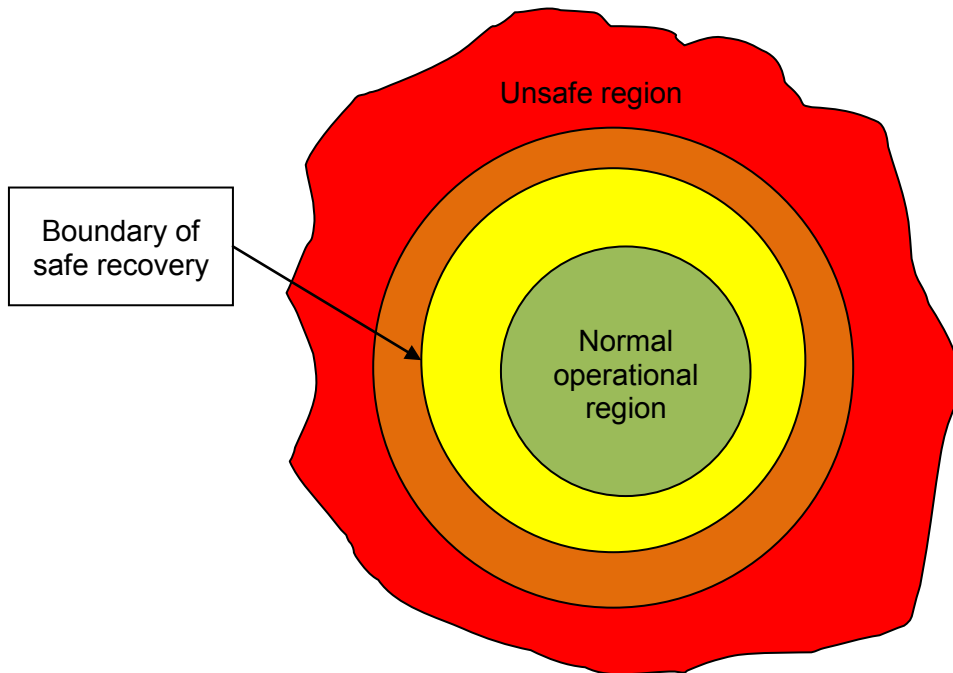 Unsafe region
Boundary of
safe recovery
Normal
operational
region